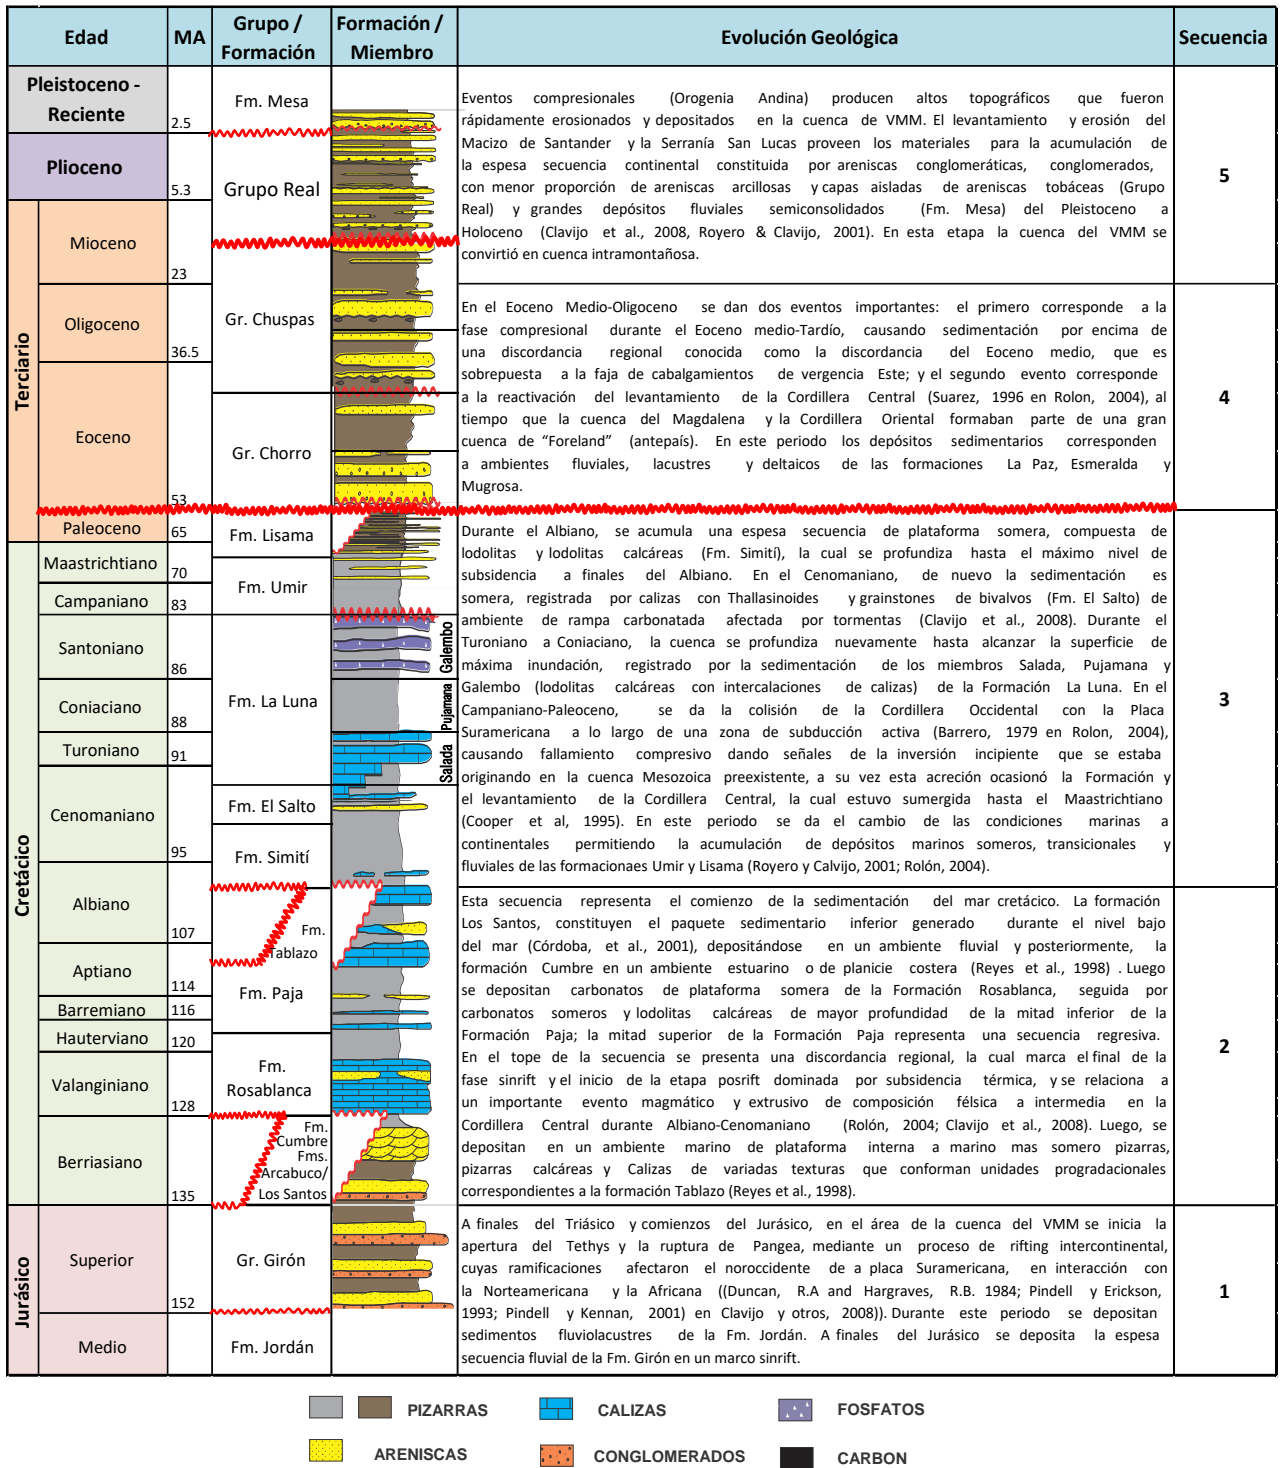 Edad MA Grupo / Formación Formación / Miembro Evolución Geológica Secuencia
Pleistoceno -
Reciente
2.5
Fm. Mesa
Plioceno
5.3
Grupo Real
Terciario
Mioceno
23
Oligoceno
36.5
Gr. Chuspas
Eoceno
53
Gr. Chorro
Paleoceno
65
Fm. Lisama
Cretácico
Maastrichtiano
70
Campaniano
83
Fm. Umir
Santoniano
86
Galembo
Coniaciano
88
Fm. La Luna
Pujamana
Turoniano
91
Salada
Cenomaniano
95
Fm. El Salto
Fm. Simití
Albiano
107
Fm.
Tablazo
Aptiano
114
Fm. Paja
Barremiano
116
Hauterviano
120
Valanginiano
128
Fm.
Rosablanca
Berriasiano
135
Fm.
Cumbre
Fms.
Arcabuco/
Los Santos
Jurásico
Superior
152
Gr. Girón
Medio
Fm. Jordán
Eventos compresionales (Orogenia Andina) producen altos topográficos que fueron
rápidamente erosionados y depositados en la cuenca de VMM. El levantamiento y erosión del
Macizo de Santander y la Serranía San Lucas proveen los materiales para la acumulación de
la espesa secuencia continental constituida por areniscas conglomeráticas, conglomerados,
con menor proporción de areniscas arcillosas y capas aisladas de areniscas tobáceas (Grupo
Real) y grandes depósitos fluviales semiconsolidados (Fm. Mesa) del Pleistoceno a
Holoceno (Clavijo et al., 2008, Royero & Clavijo, 2001). En esta etapa la cuenca del VMM se
convirtió en cuenca intramontañosa.
5
En el Eoceno Medio-Oligoceno se dan dos eventos importantes: el primero corresponde a la
fase compresional durante el Eoceno medio-Tardío, causando sedimentación por encima de
una discordancia regional conocida como la discordancia del Eoceno medio, que es
sobrepuesta a la faja de cabalgamientos de vergencia Este; y el segundo evento corresponde
a la reactivación del levantamiento de la Cordillera Central (Suarez, 1996 en Rolon, 2004), al
tiempo que la cuenca del Magdalena y la Cordillera Oriental formaban parte de una gran
cuenca de “Foreland” (antepaís). En este periodo los depósitos sedimentarios corresponden
a ambientes fluviales, lacustres y deltaicos de las formaciones La Paz, Esmeralda y
Mugrosa.
4
Durante el Albiano, se acumula una espesa secuencia de plataforma somera, compuesta de
lodolitas y lodolitas calcáreas (Fm. Simití), la cual se profundiza hasta el máximo nivel de
subsidencia a finales del Albiano. En el Cenomaniano, de nuevo la sedimentación es
somera, registrada por calizas con Thallasinoides y grainstones de bivalvos (Fm. El Salto) de
ambiente de rampa carbonatada afectada por tormentas (Clavijo et al., 2008). Durante el
Turoniano a Coniaciano, la cuenca se profundiza nuevamente hasta alcanzar la superficie de
máxima inundación, registrado por la sedimentación de los miembros Salada, Pujamana y
Galembo (lodolitas calcáreas con intercalaciones de calizas) de la Formación La Luna. En el
Campaniano-Paleoceno, se da la colisión de la Cordillera Occidental con la Placa
Suramericana a lo largo de una zona de subducción activa (Barrero, 1979 en Rolon, 2004),
causando fallamiento compresivo dando señales de la inversión incipiente que se estaba
originando en la cuenca Mesozoica preexistente, a su vez esta acreción ocasionó la Formación y
el levantamiento de la Cordillera Central, la cual estuvo sumergida hasta el Maastrichtiano
(Cooper et al, 1995). En este periodo se da el cambio de las condiciones marinas a
continentales permitiendo la acumulación de depósitos marinos someros, transicionales y
fluviales de las formacionaes Umir y Lisama (Royero y Calvijo, 2001; Rolón, 2004).
3
Esta secuencia representa el comienzo de la sedimentación del mar cretácico. La formación
Los Santos, constituyen el paquete sedimentario inferior generado durante el nivel bajo
del mar (Córdoba, et al., 2001), depositándose en un ambiente fluvial y posteriormente, la
formación Cumbre en un ambiente estuarino o de planicie costera (Reyes et al., 1998) . Luego
se depositan carbonatos de plataforma somera de la Formación Rosablanca, seguida por
carbonatos someros y lodolitas calcáreas de mayor profundidad de la mitad inferior de la
Formación Paja; la mitad superior de la Formación Paja representa una secuencia regresiva.
En el tope de la secuencia se presenta una discordancia regional, la cual marca el final de la
fase sinrift y el inicio de la etapa posrift dominada por subsidencia térmica, y se relaciona a
un importante evento magmático y extrusivo de composición félsica a intermedia en la
Cordillera Central durante Albiano-Cenomaniano (Rolón, 2004; Clavijo et al., 2008). Luego, se
depositan en un ambiente marino de plataforma interna a marino mas somero pizarras,
pizarras calcáreas y Calizas de variadas texturas que conforman unidades progradacionales
correspondientes a la formación Tablazo (Reyes et al., 1998).
2
A finales del Triásico y comienzos del Jurásico, en el área de la cuenca del VMM se inicia la
apertura del Tethys y la ruptura de Pangea, mediante un proceso de rifting intercontinental,
cuyas ramificaciones afectaron el noroccidente de a placa Suramericana, en interacción con
la Norteamericana y la Africana ((Duncan, R.A and Hargraves, R.B. 1984; Pindell y Erickson,
1993; Pindell y Kennan, 2001) en Clavijo y otros, 2008)). Durante este periodo se depositan
sedimentos fluviolacustres de la Fm. Jordán. A finales del Jurásico se deposita la espesa
secuencia fluvial de la Fm. Girón en un marco sinrift.
1
PIZARRAS CALIZAS FOSFATOS
ARENISCAS CONGLOMERADOS CARBON